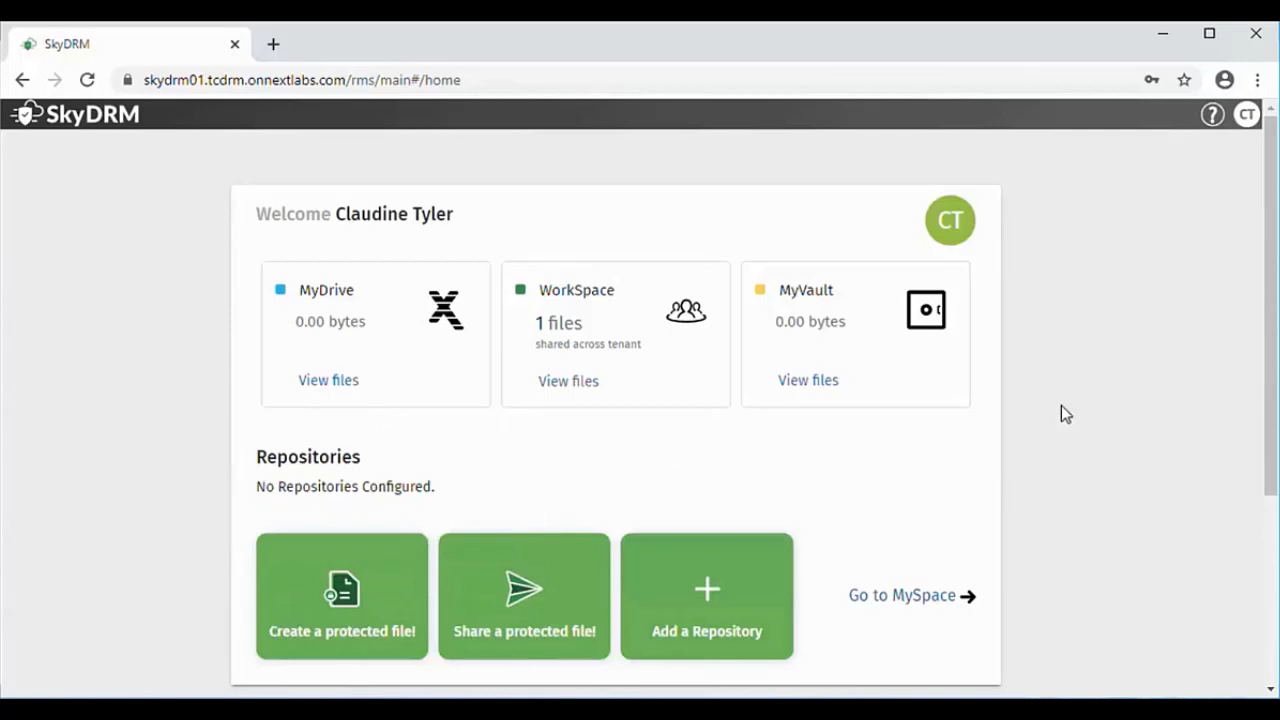 SkyDRM
skydrm01.tcdrm.onnextlabs.com/rms/main#/home
SkyDRM
? CT
Welcome Claudine Tyler
CT
MyDrive
0.00 bytes
View files
WorkSpace
1 files
shared across tenant
View files
MyVault
0.00 bytes
View files
Repositories
No Repositories Configured.
Create a protected file!
Share a protected file!
Add a Repository
Go to MySpace